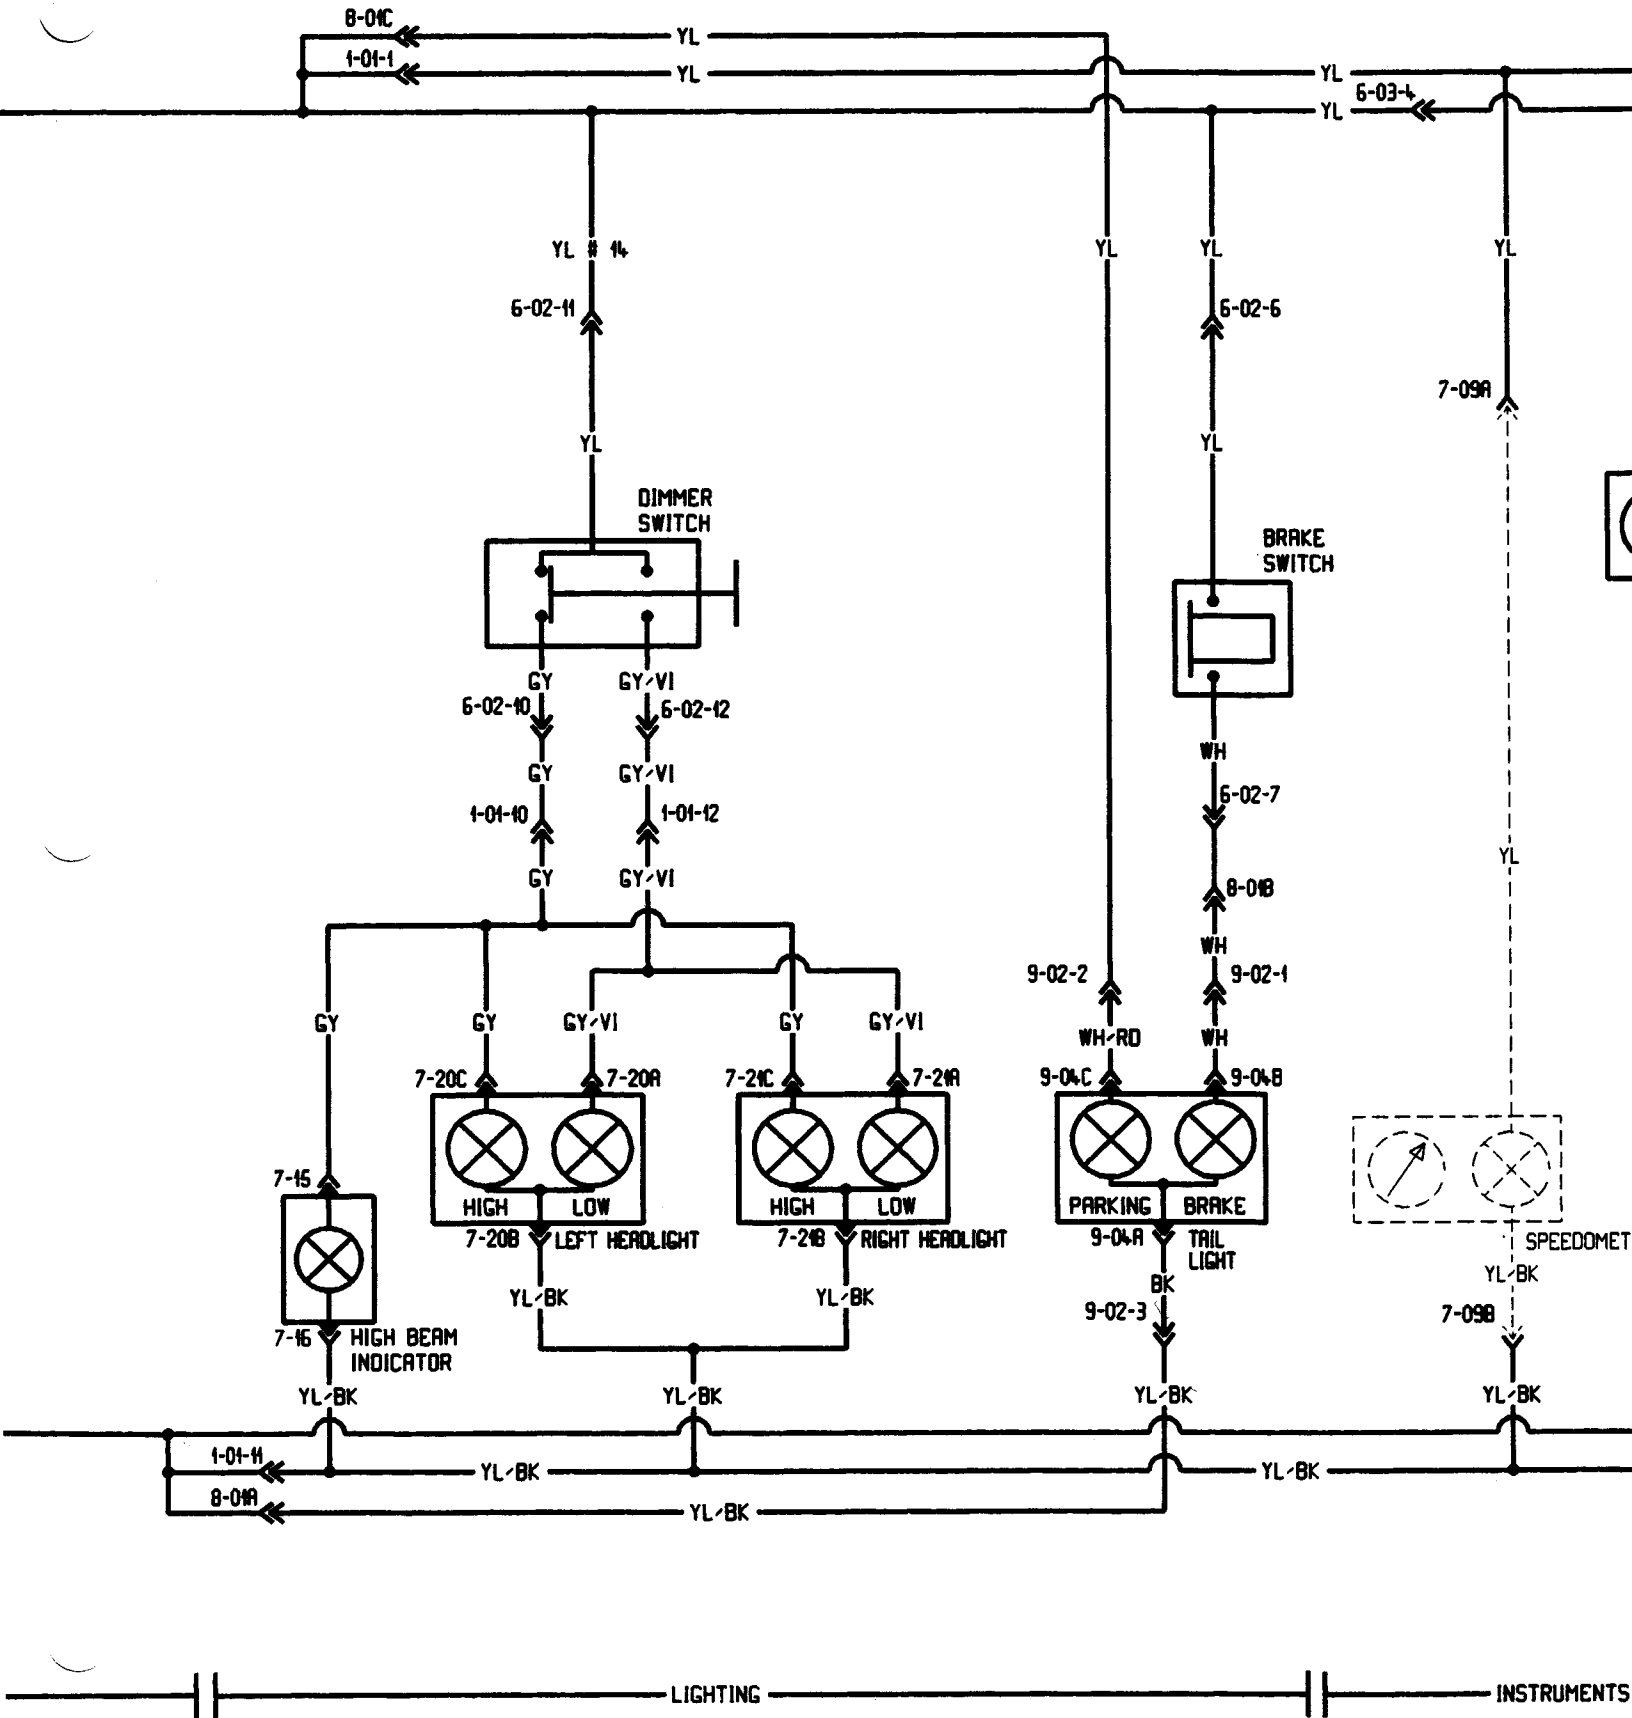 8-01C
YL
1-01-1
YL
YL
6-03-4
YL
YL # 14
YL
YL
YL
6-02-11
6-02-6
7-09A
YL
YL
DIMMER
SWITCH
BRAKE
SWITCH
GY
GY/VI
6-02-10
6-02-12
WH
GY
GY/VI
6-02-7
1-01-10
1-01-12
YL
GY
GY/VI
8-01B
WH
9-02-2
9-02-1
GY
GY
GY/VI
GY
GY/VI
WH/RD
WH
7-20C
7-20A
7-21C
7-21A
9-04C
9-04B
7-15
HIGH
LOW
HIGH
LOW
PARKING
BRAKE
7-20B
LEFT HEADLIGHT
7-21B
RIGHT HEADLIGHT
9-04A
TAIL
LIGHT
SPEEDOMET
YL/BK
BK
YL/BK
YL/BK
9-02-3
7-09B
7-16
HIGH BEAM
INDICATOR
YL/BK
YL/BK
YL/BK
YL/BK
1-01-11
YL/BK
YL/BK
8-01A
YL/BK
LIGHTING
INSTRUMENTS